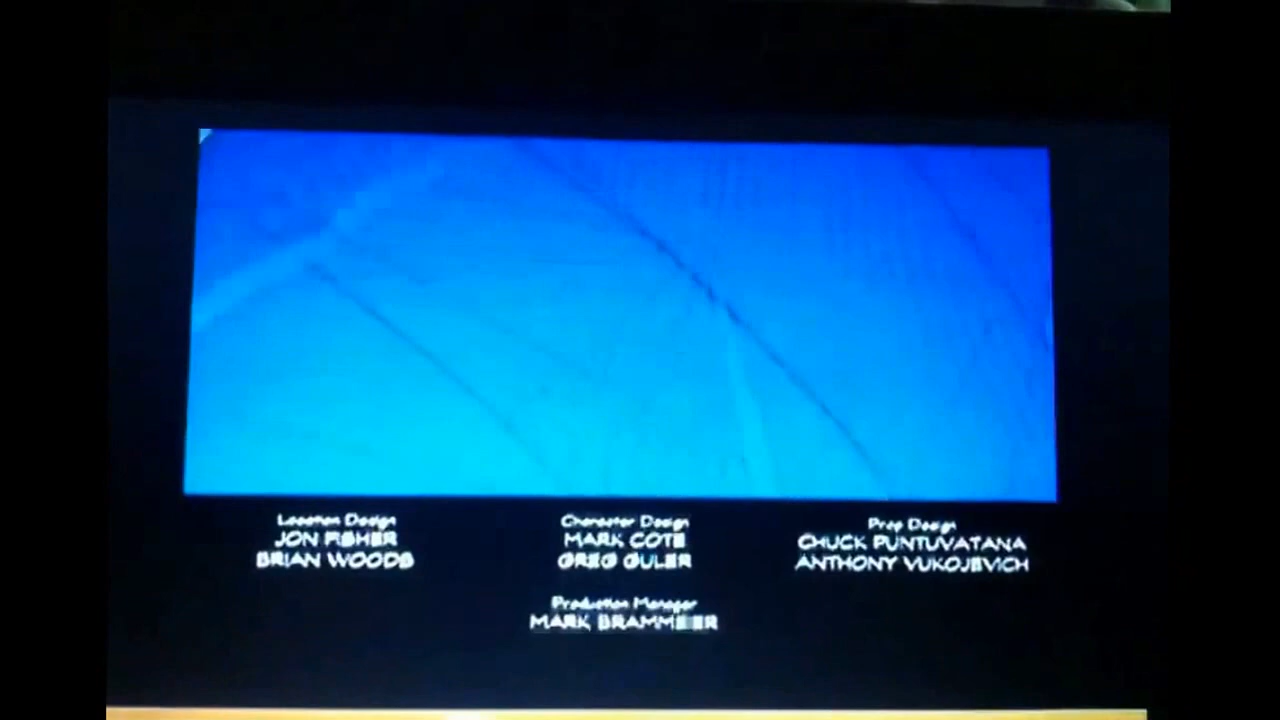 Location Design
JON FISHER
BRIAN WOODS
Character Design
MARK COTE
GREG GULER
Prop Design
CHUCK PUNTUVATANA
ANTHONY VUKOJEVICH
Production Manager
MARK BRAMMEIER